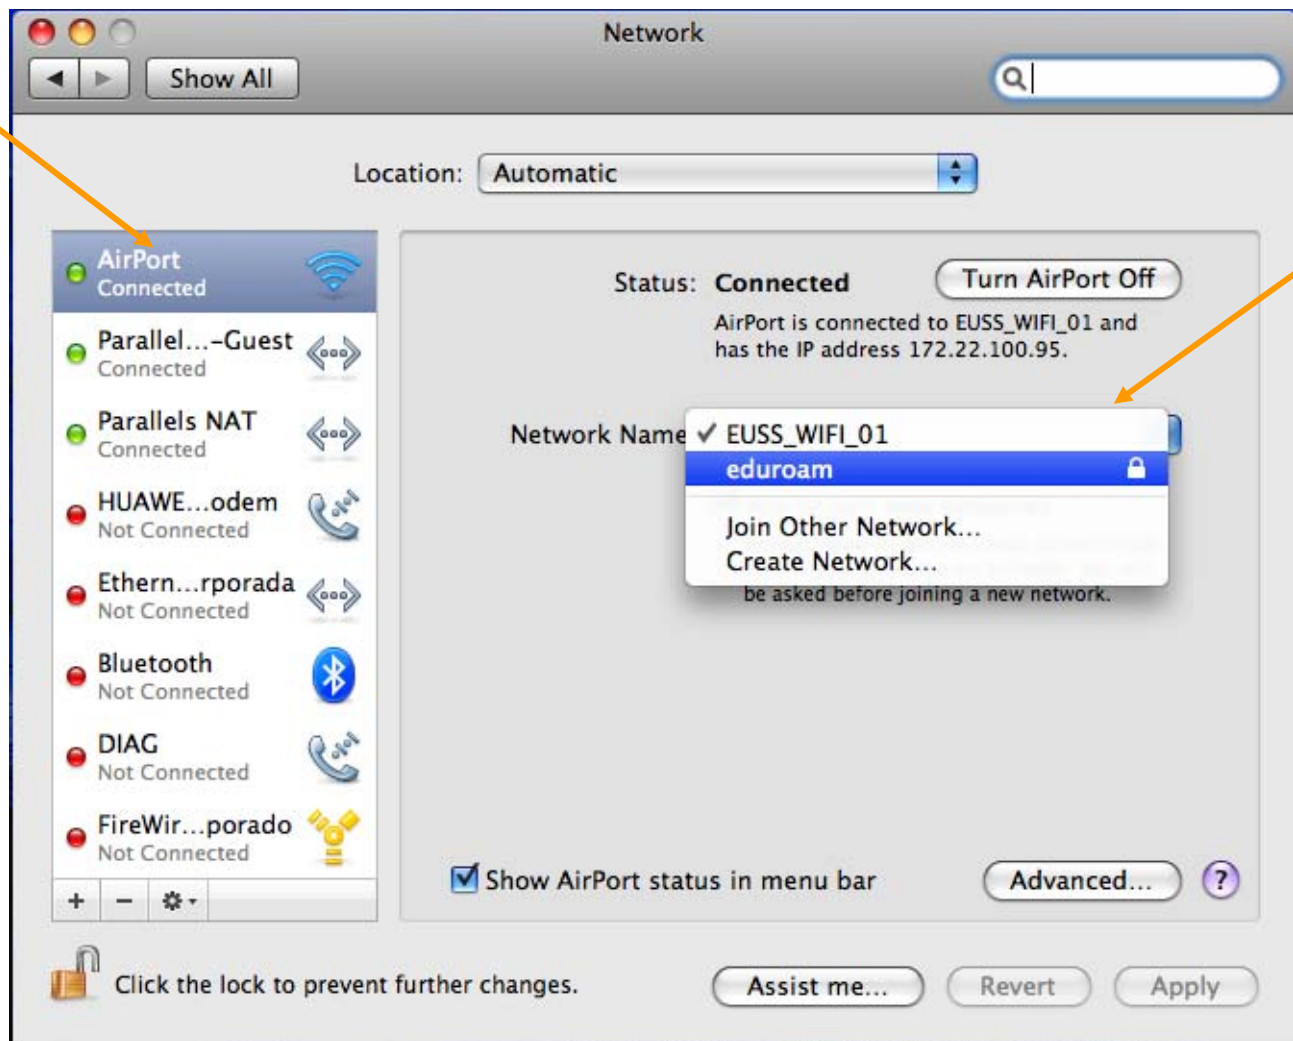 Network
Show All
Location: Automatic
AirPort
Connected
Parallel...-Guest
Connected
Parallels NAT
Connected
HUAWE...odem
Not Connected
Ethern...rporada
Not Connected
Bluetooth
Not Connected
DIAG
Not Connected
FireWir...porado
Not Connected
Status: Connected
Turn AirPort Off
AirPort is connected to EUSS_WIFI_01 and
has the IP address 172.22.100.95.
Network Name
✓ EUSS_WIFI_01
eduroam
Join Other Network...
Create Network...
be asked before joining a new network.
Show AirPort status in menu bar
Advanced... ?
Click the lock to prevent further changes.
Assist me... Revert Apply